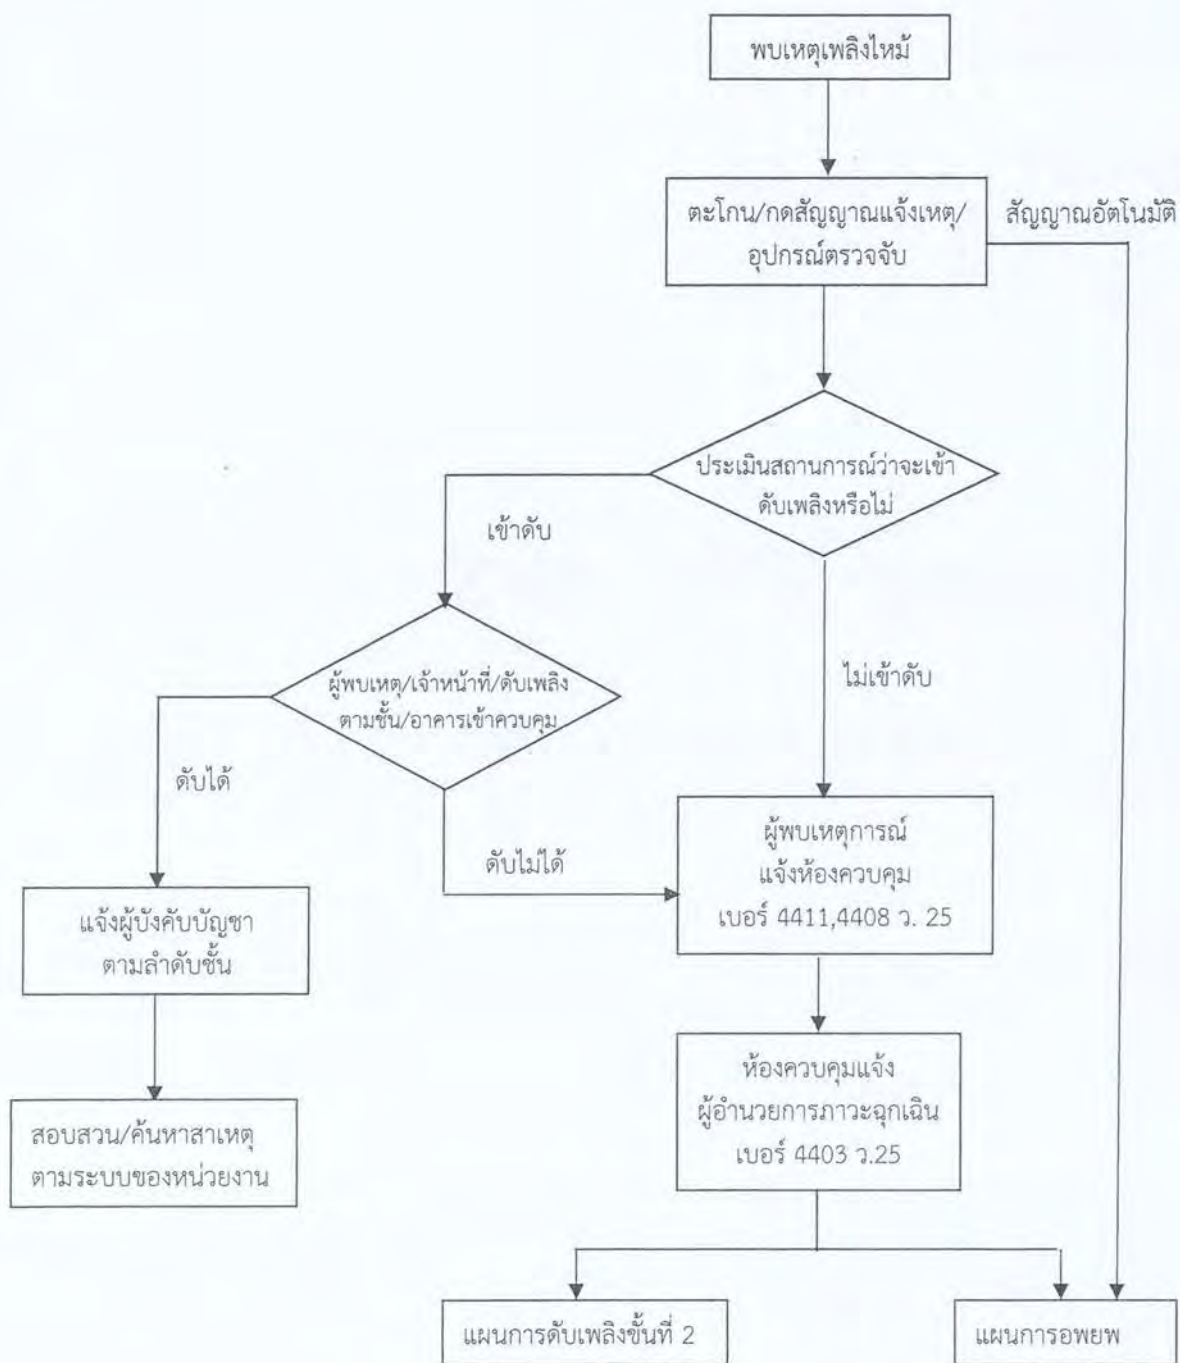 พบเหตุเพลิงไหม้
ตะโกน/กดสัญญาณแจ้งเหตุ/
อุปกรณ์ตรวจจับ
สัญญาณอัตโนมัติ
ประเมินสถานการณ์ว่าจะเข้า
ดับเพลิงหรือไม่
เข้าดับ
ไม่เข้าดับ
ผู้พบเหตุ/เจ้าหน้าที่/ดับเพลิง
ตามชั้น/อาคารเข้าควบคุม
ดับได้
ดับไม่ได้
ผู้พบเหตุการณ์
แจ้งห้องควบคุม
เบอร์ 4411,4408 ว. 25
แจ้งผู้บังคับบัญชา
ตามลำดับชั้น
ห้องควบคุมแจ้ง
ผู้อำนวยการภาวะฉุกเฉิน
เบอร์ 4403 ว.25
สอบสวน/ค้นหาสาเหตุ
ตามระบบของหน่วยงาน
แผนการดับเพลิงขั้นที่ 2
แผนการอพยพ